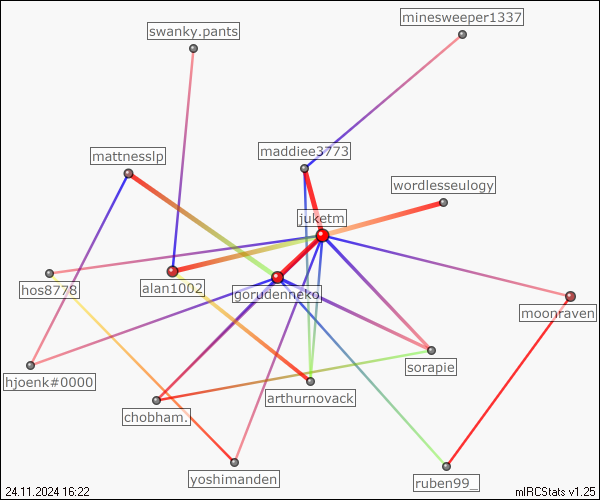 minesweeper1337
swanky.pants
maddiee3773
mattnesslp
wordlesseulogy
juketm
hos8778
alan1002
gorudenneko
moonraven
sorapie
hjoenk#0000
arthurnovack
chobham.
yoshimanden
ruben99_
24.11.2024 16:22
mIRCStats v1.25